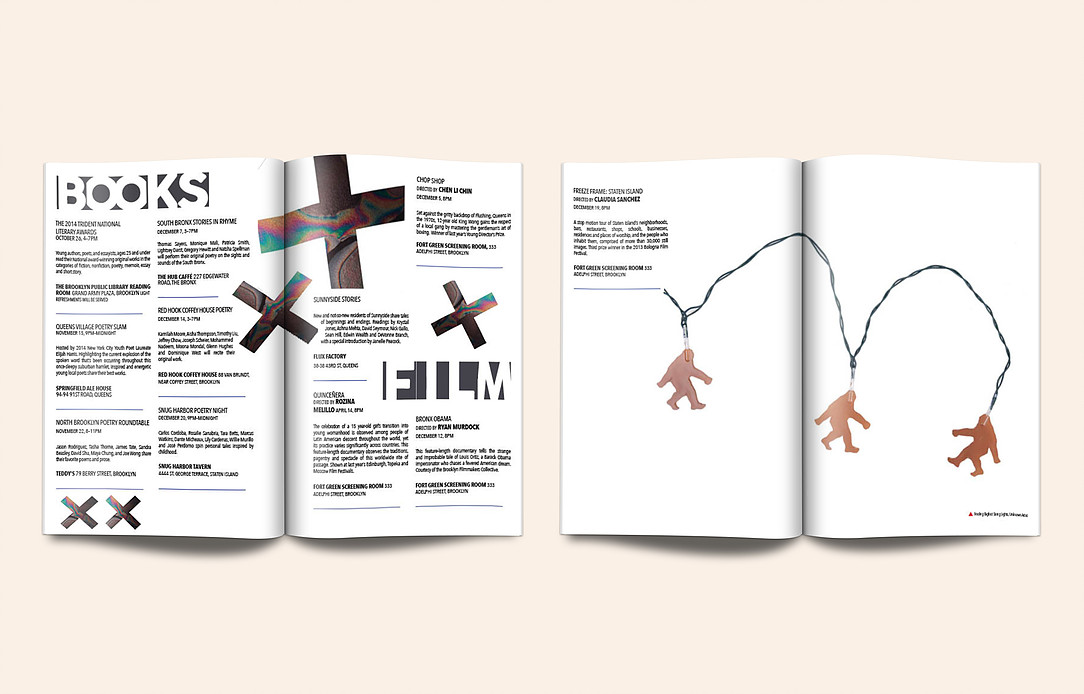 BOOKS
THE 2014 TRIDENT NATIONAL
LITERARY AWARDS
OCTOBER 26, 4–7PM
Young authors, poets, and essayists, ages 25 and under
read their National award-winning original works in the
categories of fiction, nonfiction, poetry, memoir, essay
and short story.
THE BROOKLYN PUBLIC LIBRARY READING
ROOM GRAND ARMY PLAZA, BROOKLYN LIGHT
REFRESHMENTS WILL BE SERVED
QUEENS VILLAGE POETRY SLAM
NOVEMBER 15, 9PM-MIDNIGHT
Hosted by 2014 New York City Youth Poet Laureate
Elijah Harris. Highlighting the current explosion of the
spoken word that's been occurring throughout this
once-sleepy suburban hamlet, inspired and energetic
young local poets share their best works.
SPRINGFIELD ALE HOUSE
94-94 91ST ROAD, QUEENS
NORTH BROOKLYN POETRY ROUNDTABLE
NOVEMBER 22, 8–11PM
Jason Rodriguez, Tasha Thorne, James Tate, Sandra
Beasley, David Shu, Maya Chung, and Joe Wong share
their favorite poems and prose.
TEDDY'S 79 BERRY STREET, BROOKLYN
SOUTH BRONX STORIES IN RHYME
DECEMBER 7, 3–7PM
Thomas Sayers, Monique Mall, Patricia Smith,
Lightsey Darst, Gregory Hewitt and Natsha Spellman
will perform their original poetry on the sights and
sounds of the South Bronx.
THE HUB CAFFÉ 227 EDGEWATER
ROAD, THE BRONX
RED HOOK COFFEY HOUSE POETRY
DECEMBER 14, 3–7PM
Kamilah Moore, Aisha Thompson, Timothy Liu,
Jeffrey Chow, Joseph Scheier, Mohammed
Nadeem, Moona Mondal, Glenn Hughes
and Dominique West will recite their
original work.
RED HOOK COFFEY HOUSE 88 VAN BRUNDT,
NEAR COFFEY STREET, BROOKLYN
SNUG HARBOR POETRY NIGHT
DECEMBER 20, 9PM-MIDNIGHT
Carlos Cordoba, Rosalie Sanabria, Tara Betts, Marcus
Watkins, Dante Micheaux, Lily Cardenas, Willie Murillo
and José Perdomo spin personal tales inspired by
childhood.
SNUG HARBOR TAVERN
4444 ST. GEORGE TERRACE, STATEN ISLAND
SUNNYSIDE STORIES
New and not-so-new residents of Sunnyside share tales
of beginnings and endings. Readings by Krystal
Jones, Achna Mehta, David Seymour, Nick Gallo,
Sean Hill, Edwin Wealth and DeVonne Branch,
with a special introduction by Janelle Peacock.
FLUX FACTORY
38-38 43RD ST, QUEENS
FILM
QUINCEÑERA
DIRECTED BY ROZINA
MELILLO APRIL 14, 8PM
The celebration of a 15 year-old girl's transition into
young womanhood is observed among people of
Latin American descent throughout the world, yet
its practice varies significantly across countries. This
feature-length documentary observes the traditions,
pagentry and spectacle of this worldwide rite of
passage. Shown at last year's Edinburgh, Topeka and
Moscow Film Festivals.
FORT GREEN SCREENING ROOM 333
ADELPHI STREET, BROOKLYN
CHOP SHOP
DIRECTED BY CHEN LI CHIN
DECEMBER 5, 8PM
Set against the gritty backdrop of Flushing, Queens in
the 1970s, 12-year old King Wong gains the respect
of a local gang by mastering the gentlemen's art of
boxing. Winner of last year's Young Director's Prize.
FORT GREEN SCREENING ROOM, 333
ADELPHI STREET, BROOKLYN
BRONX OBAMA
DIRECTED BY RYAN MURDOCK
DECEMBER 12, 8PM
This feature-length documentary tells the strange
and improbable tale of Louis Ortiz, a Barack Obama
impersonator who chases a fevered American dream.
Courtesy of the Brooklyn Filmmakers Collective.
FORT GREEN SCREENING ROOM 333
ADELPHI STREET, BROOKLYN
FREEZE FRAME: STATEN ISLAND
DIRECTED BY CLAUDIA SANCHEZ
DECEMBER 19, 8PM
A stop motion tour of Staten Island's neighborhoods,
bars, restaurants, shops, schools, businesses,
residences and places of worship, and the people who
inhabit them, comprised of more than 30,000 still
images. Third prize winner in the 2013 Bologna Film
Festival.
FORT GREEN SCREENING ROOM 333
ADELPHI STREET, BROOKLYN